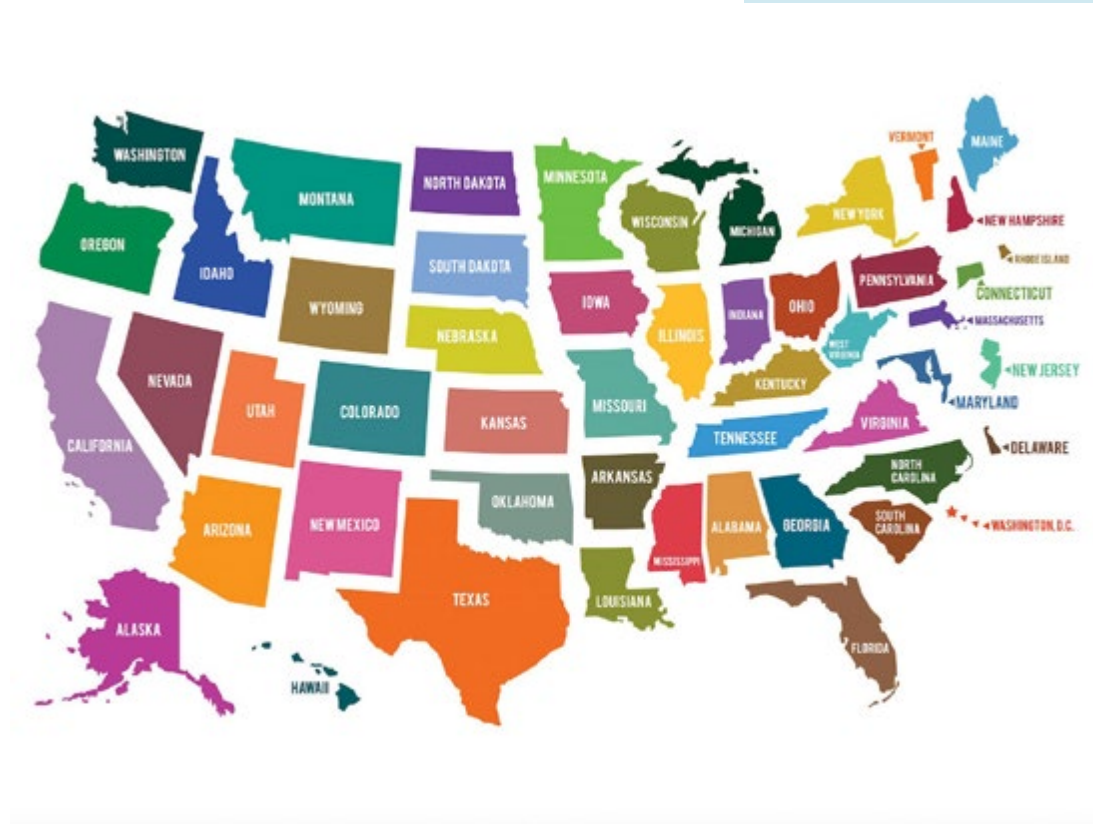 WASHINGTON
MONTANA
NORTH DAKOTA
MINNESOTA
VERMONT
MAINE
OREGON
IDAHO
WYOMING
SOUTH DAKOTA
WISCONSIN
MICHIGAN
NEW YORK
NEW HAMPSHIRE
RHODE ISLAND
CONNECTICUT
MASSACHUSETTS
NEW JERSEY
MARYLAND
DELAWARE
WASHINGTON, D.C.
NEBRASKA
IOWA
ILLINOIS
INDIANA
OHIO
PENNSYLVANIA
WEST
VIRGINIA
NEVADA
UTAH
COLORADO
KANSAS
MISSOURI
KENTUCKY
VIRGINIA
CALIFORNIA
ARIZONA
NEW MEXICO
OKLAHOMA
ARKANSAS
TENNESSEE
NORTH
CAROLINA
SOUTH
CAROLINA
TEXAS
LOUISIANA
MISSISSIPPI
ALABAMA
GEORGIA
FLORIDA
ALASKA
HAWAII